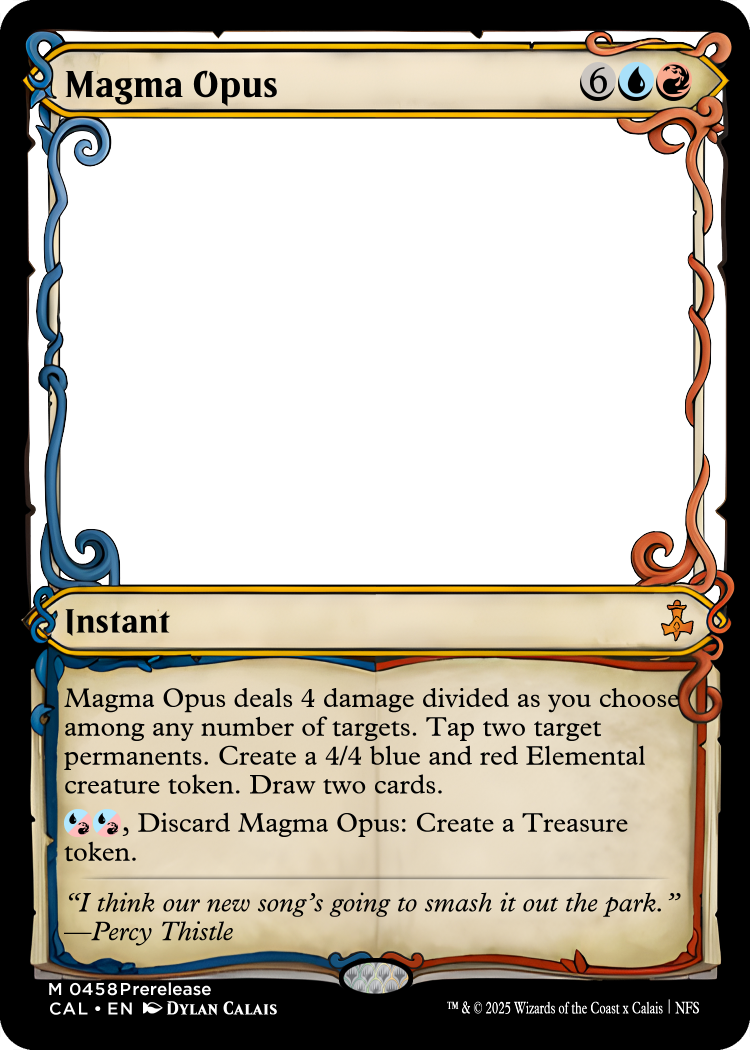 Magma Opus 6
Instant
Magma Opus deals 4 damage divided as you choose
among any number of targets. Tap two target
permanents. Create a 4/4 blue and red Elemental
creature token. Draw two cards.
, Discard Magma Opus: Create a Treasure
token.
“I think our new song’s going to smash it out the park.”
—Percy Thistle
M 0458Prerelease
CAL • EN DYLAN CALAIS
™ & © 2025 Wizards of the Coast x Calais | NFS